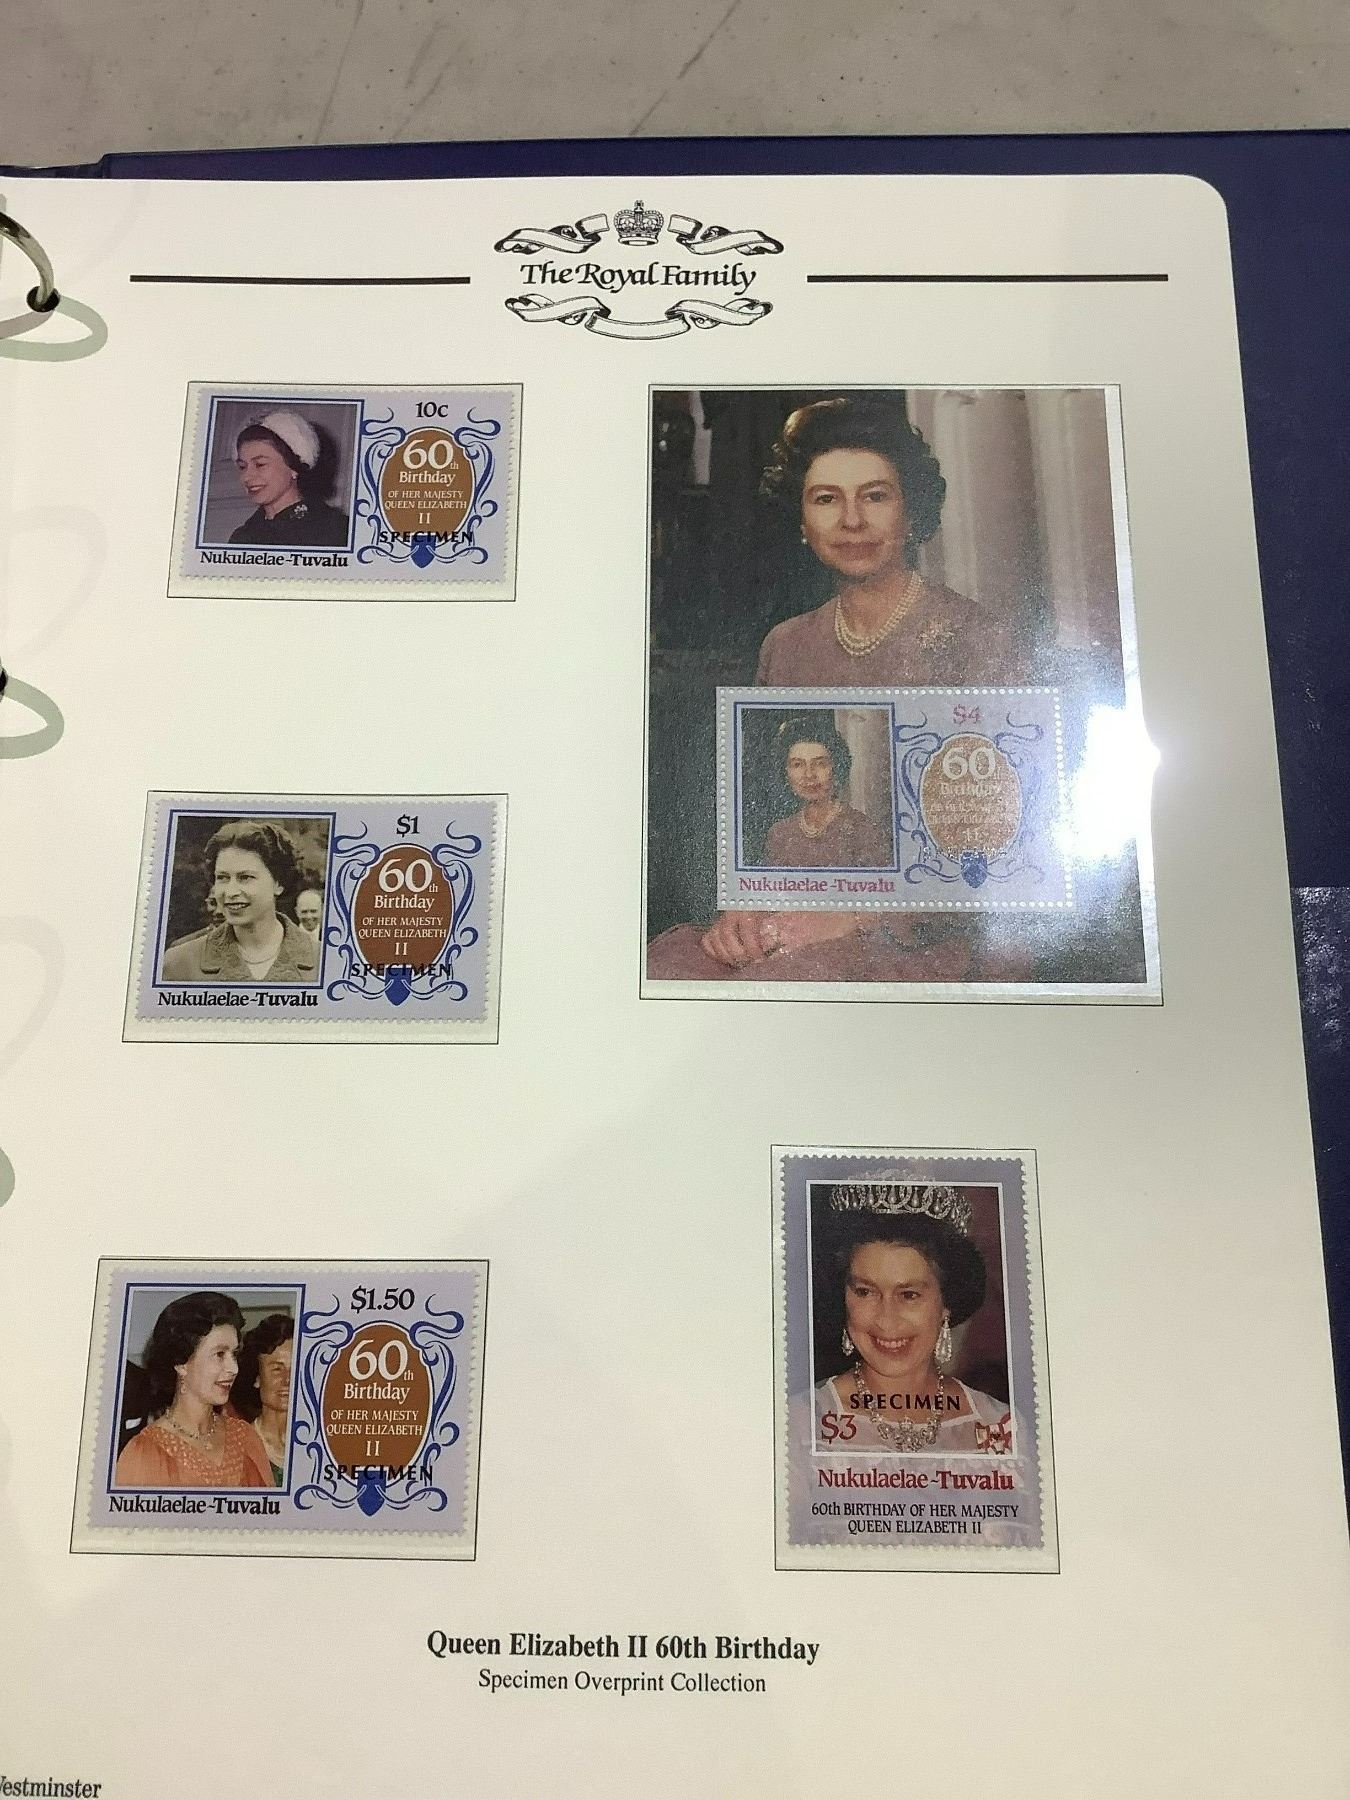 The Royal Family
10c
60th
Birthday
OF HER MAJESTY
QUEEN ELIZABETH
II
SPECIMEN
Nukulaelae-Tuvalu
$4
60
Birthday
II
Nukulaelae-Tuvalu
$1
60th
Birthday
OF HER MAJESTY
QUEEN ELIZABETH
II
SPECIMEN
Nukulaelae-Tuvalu
$1.50
60th
Birthday
OF HER MAJESTY
QUEEN ELIZABETH
II
SPECIMEN
Nukulaelae-Tuvalu
SPECIMEN
$3
Nukulaelae-Tuvalu
60th BIRTHDAY OF HER MAJESTY
QUEEN ELIZABETH II
Queen Elizabeth II 60th Birthday
Specimen Overprint Collection
Westminster